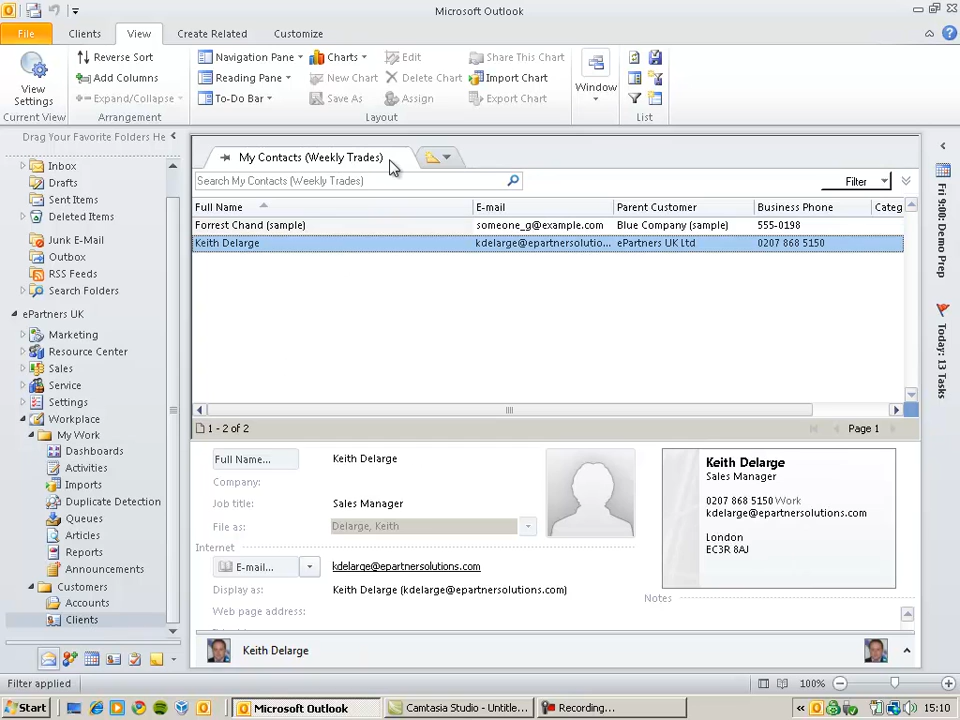 Microsoft Outlook
File Clients View Create Related Customize
View Settings
Current View
Reverse Sort
Add Columns
Expand/Collapse
Arrangement
Navigation Pane
Reading Pane
To-Do Bar
Charts
New Chart
Save As
Edit
Delete Chart
Assign
Share This Chart
Import Chart
Export Chart
Layout
Window
List
Drag Your Favorite Folders He
Inbox
Drafts
Sent Items
Deleted Items
Junk E-Mail
Outbox
RSS Feeds
Search Folders
ePartners UK
Marketing
Resource Center
Sales
Service
Settings
Workplace
My Work
Dashboards
Activities
Imports
Duplicate Detection
Queues
Articles
Reports
Announcements
Customers
Accounts
Clients
My Contacts (Weekly Trades)
Search My Contacts (Weekly Trades)
Filter
Full Name E-mail Parent Customer Business Phone Categ
Forrest Chand (sample) someone_g@example.com Blue Company (sample) 555-0198
Keith Delarge kdelarge@epartnersolutio... ePartners UK Ltd 0207 868 5150
1 - 2 of 2
Page 1
Full Name... Keith Delarge
Company:
Job title: Sales Manager
File as: Delarge, Keith
Internet
E-mail... kdelarge@epartnersolutions.com
Display as: Keith Delarge (kdelarge@epartnersolutions.com)
Web page address:
Keith Delarge
Sales Manager
0207 868 5150 Work
kdelarge@epartnersolutions.com
London
EC3R 8AJ
Notes
Keith Delarge
Fri 9:00: Demo Prep
Today: 13 Tasks
Filter applied
100%
Start
Microsoft Outlook
Camtasia Studio - Untitle...
Recording...
15:10